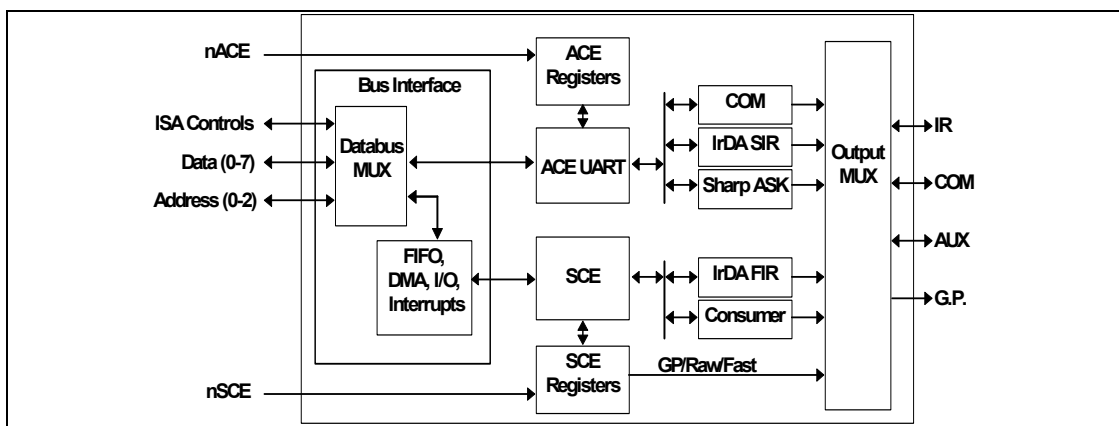 nACE
ACE
Registers
Bus Interface
ISA Controls
Data (0-7)
Address (0-2)
Databus
MUX
ACE UART
COM
IrDA SIR
Sharp ASK
Output
MUX
IR
COM
AUX
G.P.
FIFO,
DMA, I/O,
Interrupts
SCE
IrDA FIR
Consumer
SCE
Registers
GP/Raw/Fast
nSCE